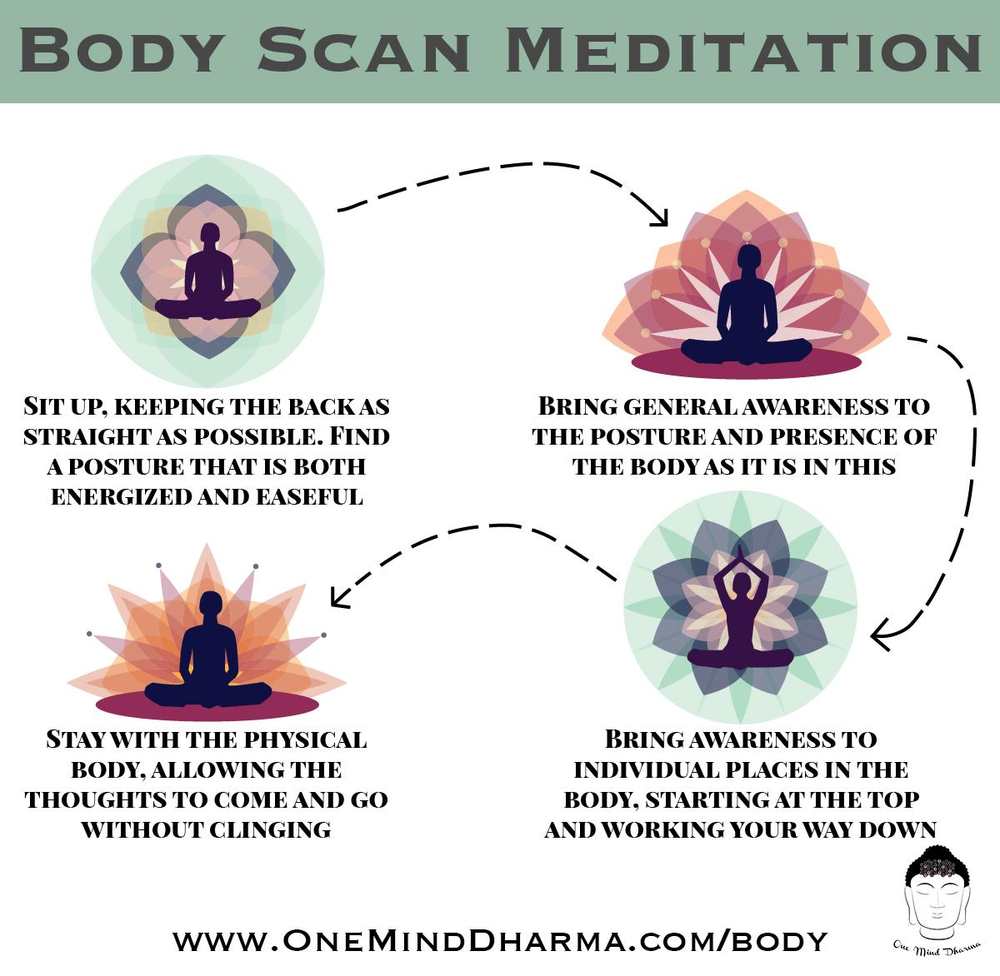 Body Scan Meditation
Sit up, keeping the back as
straight as possible. Find
a posture that is both
energized and easeful
Bring general awareness to
the posture and presence of
the body as it is in this
Bring awareness to
individual places in the
body, starting at the top
and working your way down
Stay with the physical
body, allowing the
thoughts to come and go
without clinging
www.OneMindDharma.com/body
One Mind Dharma